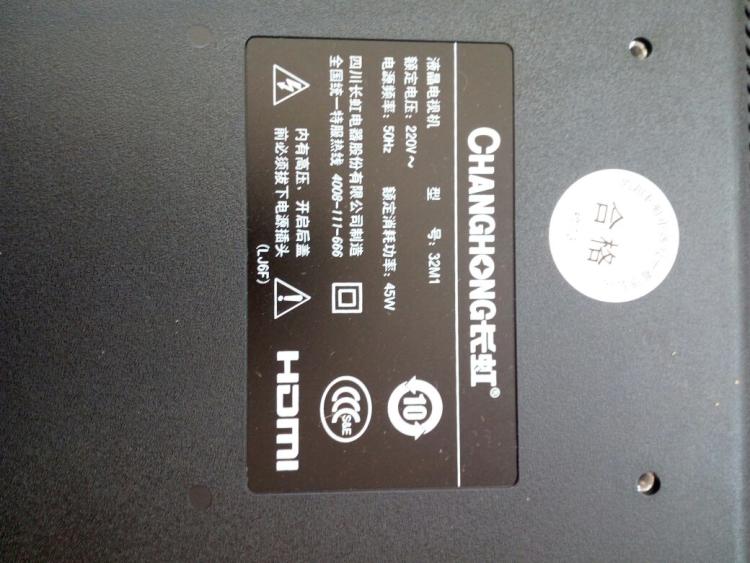 CHANGHONG长虹®
液晶电视机 型 号: 32M1
额定电压: 220V～
电源频率: 50Hz 额定消耗功率: 45W
10
四川长虹电器股份有限公司制造
全国统一特服热线 4008-111-666
CCC
S&E
内有高压，开启后盖
前必须拔下电源插头
(LJ6F)
HDMI
合格